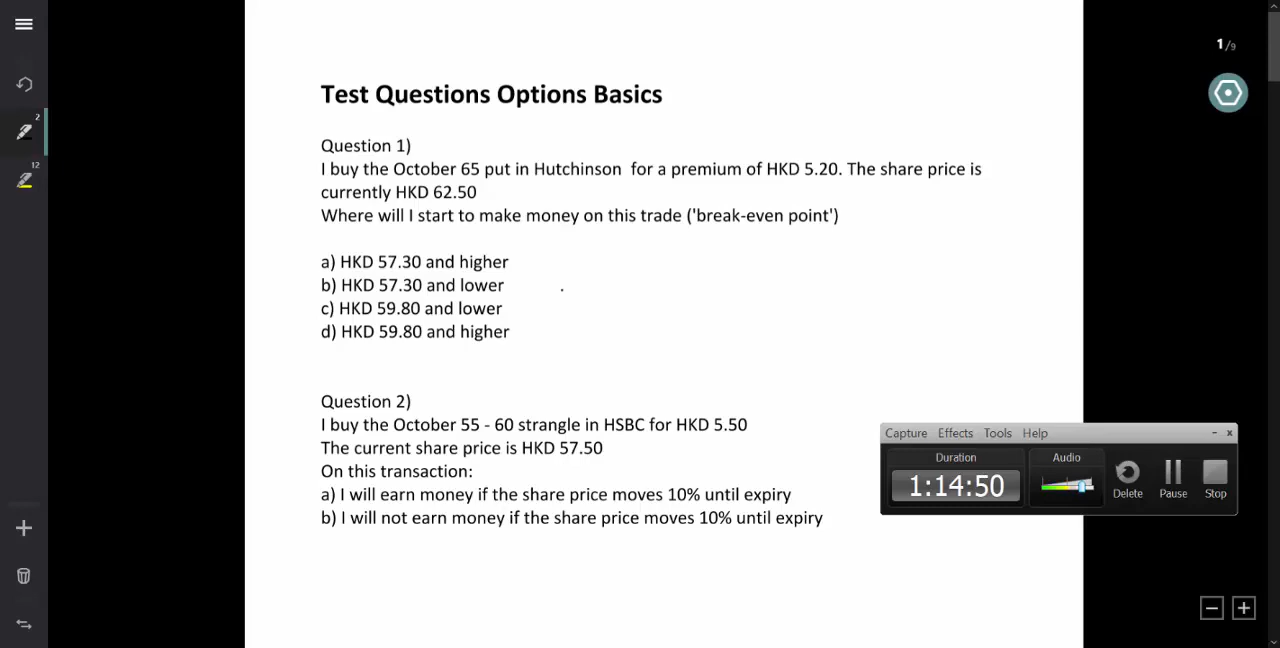 1/9
2
12
Test Questions Options Basics
Question 1)
I buy the October 65 put in Hutchinson for a premium of HKD 5.20. The share price is
currently HKD 62.50
Where will I start to make money on this trade ('break-even point')
a) HKD 57.30 and higher
b) HKD 57.30 and lower
c) HKD 59.80 and lower
d) HKD 59.80 and higher
Question 2)
I buy the October 55 - 60 strangle in HSBC for HKD 5.50
The current share price is HKD 57.50
On this transaction:
a) I will earn money if the share price moves 10% until expiry
b) I will not earn money if the share price moves 10% until expiry
Capture Effects Tools Help
Duration
Audio
1:14:50
Delete Pause Stop